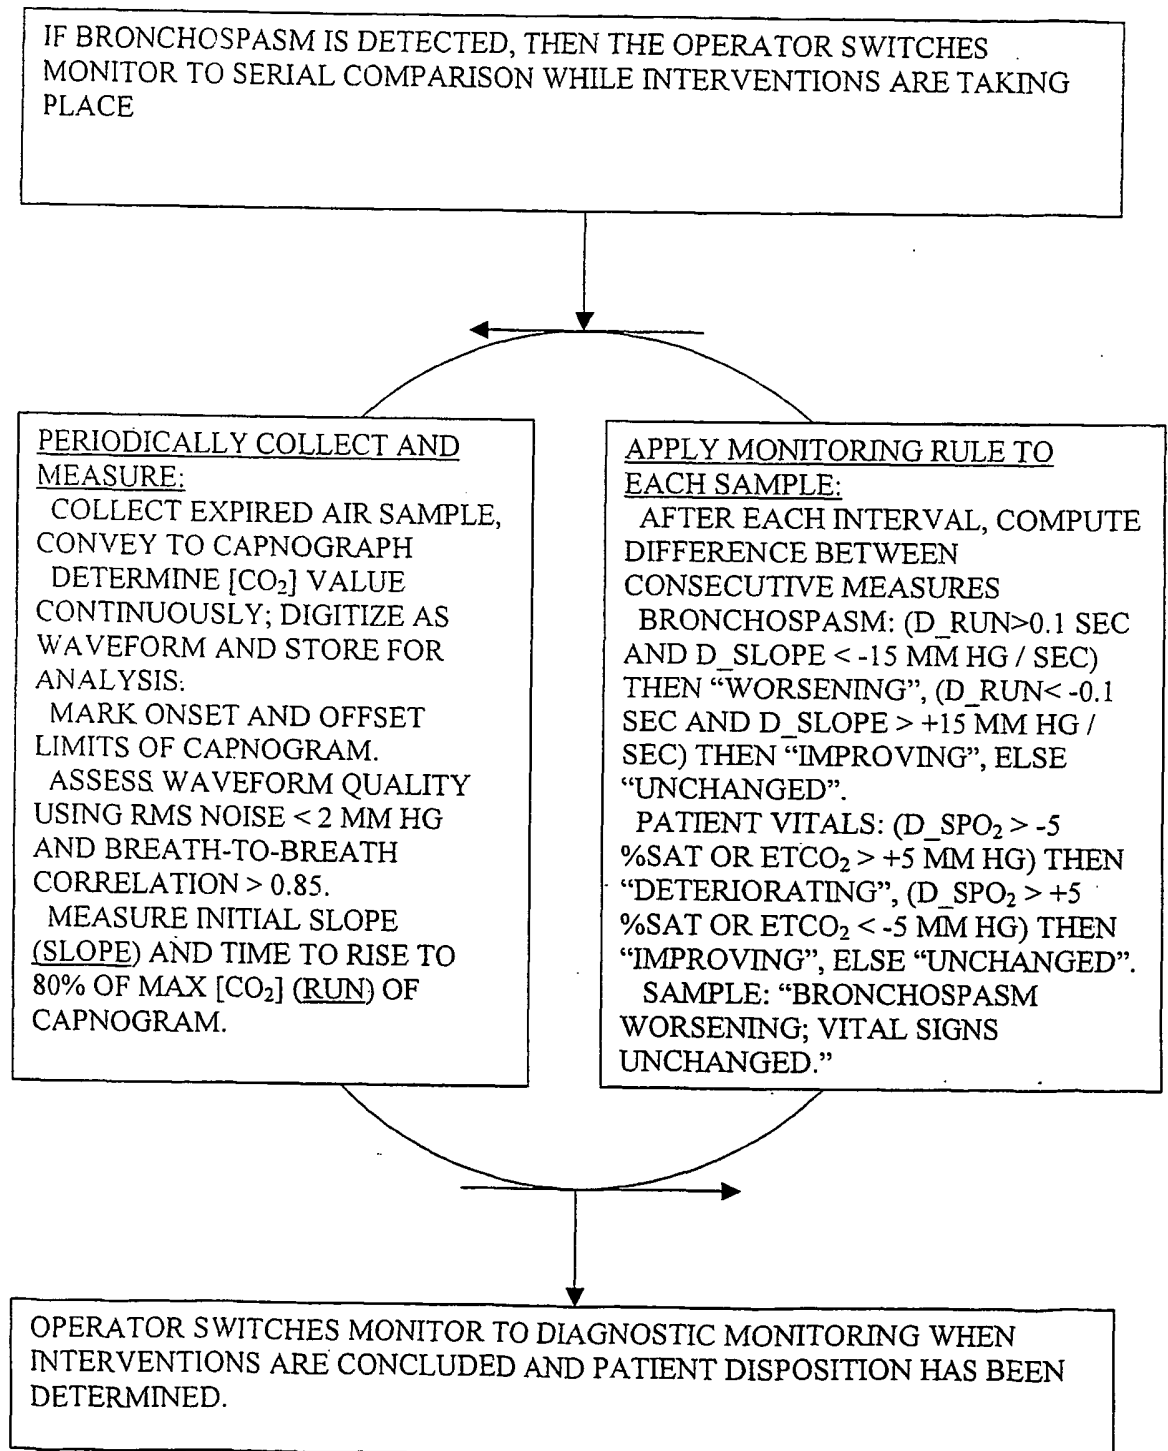 IF BRONCHOSPASM IS DETECTED, THEN THE OPERATOR SWITCHES
MONITOR TO SERIAL COMPARISON WHILE INTERVENTIONS ARE TAKING
PLACE
PERIODICALLY COLLECT AND
MEASURE:
COLLECT EXPIRED AIR SAMPLE,
CONVEY TO CAPNOGRAPH
DETERMINE [CO₂] VALUE
CONTINUOUSLY; DIGITIZE AS
WAVEFORM AND STORE FOR
ANALYSIS.
MARK ONSET AND OFFSET
LIMITS OF CAPNOGRAM.
ASSESS WAVEFORM QUALITY
USING RMS NOISE < 2 MM HG
AND BREATH-TO-BREATH
CORRELATION > 0.85.
MEASURE INITIAL SLOPE
(SLOPE) AND TIME TO RISE TO
80% OF MAX [CO₂] (RUN) OF
CAPNOGRAM.
APPLY MONITORING RULE TO
EACH SAMPLE:
AFTER EACH INTERVAL, COMPUTE
DIFFERENCE BETWEEN
CONSECUTIVE MEASURES
BRONCHOSPASM: (D_RUN>0.1 SEC
AND D_SLOPE < -15 MM HG / SEC)
THEN “WORSENING”, (D_RUN< -0.1
SEC AND D_SLOPE > +15 MM HG /
SEC) THEN “IMPROVING”, ELSE
“UNCHANGED”.
PATIENT VITALS: (D_SPO₂ > -5
%SAT OR ETCO₂ > +5 MM HG) THEN
“DETERIORATING”, (D_SPO₂ > +5
%SAT OR ETCO₂ < -5 MM HG) THEN
“IMPROVING”, ELSE “UNCHANGED”.
SAMPLE: “BRONCHOSPASM
WORSENING; VITAL SIGNS
UNCHANGED.”
OPERATOR SWITCHES MONITOR TO DIAGNOSTIC MONITORING WHEN
INTERVENTIONS ARE CONCLUDED AND PATIENT DISPOSITION HAS BEEN
DETERMINED.